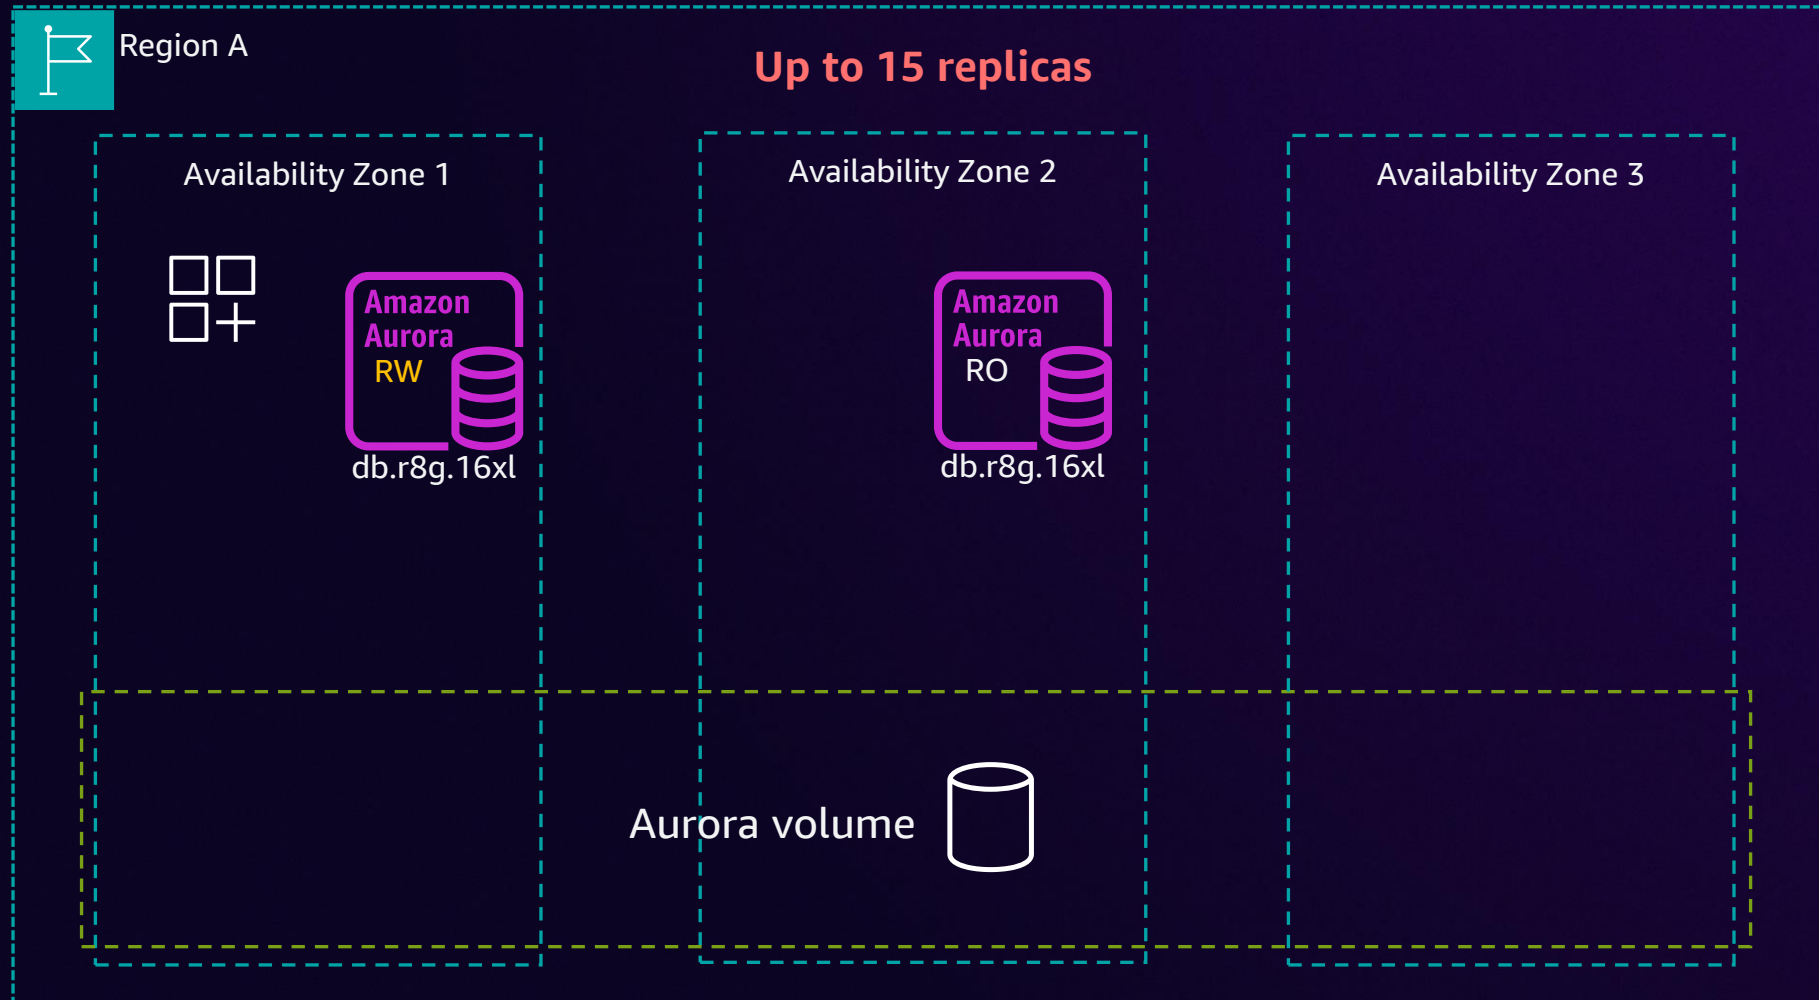 Region A
Up to 15 replicas
Availability Zone 1
Availability Zone 2
Availability Zone 3
Amazon
Aurora
RW
db.r8g.16xl
Amazon
Aurora
RO
db.r8g.16xl
Aurora volume